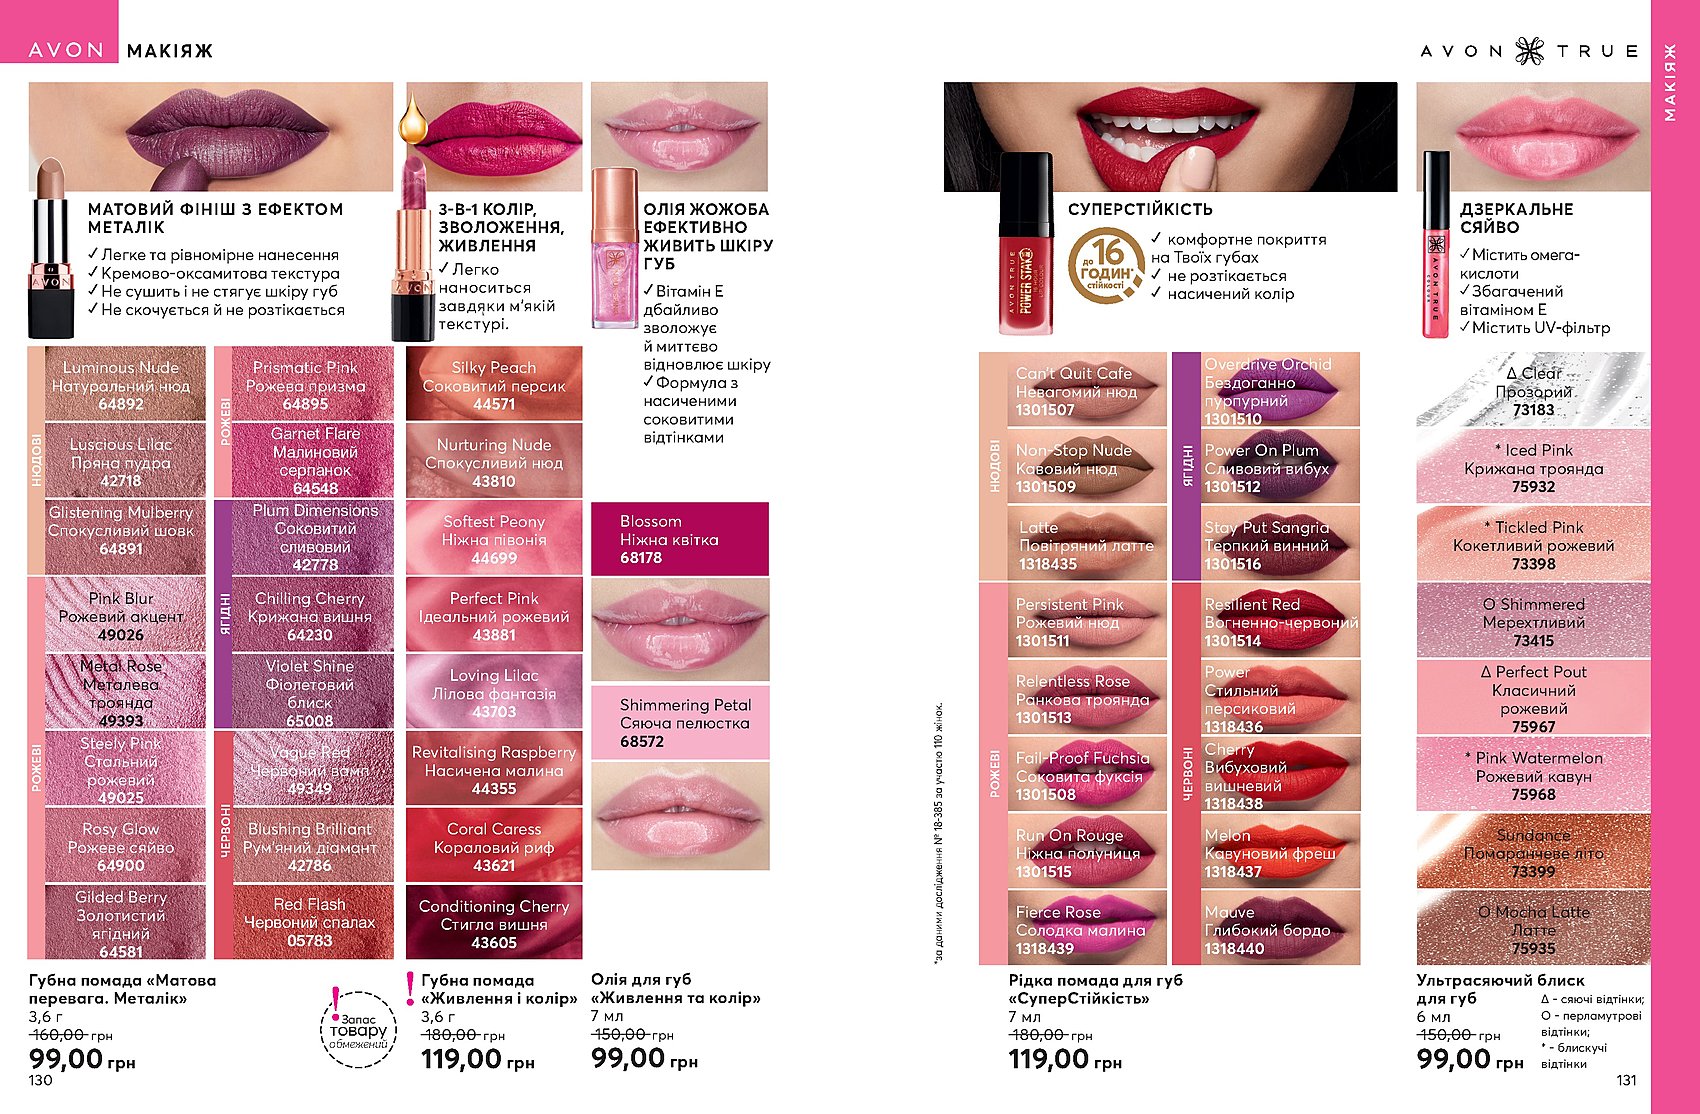 AVON МАКІЯЖ
МАТОВИЙ ФІНІШ З ЕФЕКТОМ
МЕТАЛІК
✓ Легке та рівномірне нанесення
✓ Кремово-оксамитова текстура
✓ Не сушить і не стягує шкіру губ
✓ Не скочується й не розтікається
AVON
НЮДОВІ
Luminous Nude
Натуральний нюд
64892
Luscious Lilac
Пряна пудра
42718
Glistening Mulberry
Спокусливий шовк
64891
РОЖЕВІ
Pink Blur
Рожевий акцент
49026
Metal Rose
Металева
троянда
49393
Steely Pink
Стальний
рожевий
49025
Rosy Glow
Рожеве сяйво
64900
Gilded Berry
Золотистий
ягідний
64581
РОЖЕВІ
Prismatic Pink
Рожева призма
64895
Garnet Flare
Малиновий
серпанок
64548
ЯГІДНІ
Plum Dimensions
Соковитий
сливовий
42778
Chilling Cherry
Крижана вишня
64230
Violet Shine
Фіолетовий
блиск
65008
ЧЕРВОНІ
Vague Red
Червоний вамп
49349
Blushing Brilliant
Рум'яний діамант
42786
Red Flash
Червоний спалах
05783
Губна помада «Матова
перевага. Металік»
3,6 г
160,00 грн
99,00 грн
130
! Запас
товару
обмежений
3-В-1 КОЛІР,
ЗВОЛОЖЕННЯ,
ЖИВЛЕННЯ
✓ Легко
наноситься
завдяки м'якій
текстурі.
AVON
Silky Peach
Соковитий персик
44571
Nurturing Nude
Спокусливий нюд
43810
Softest Peony
Ніжна півонія
44699
Perfect Pink
Ідеальний рожевий
43881
Loving Lilac
Лілова фантазія
43703
Revitalising Raspberry
Насичена малина
44355
Coral Caress
Кораловий риф
43621
Conditioning Cherry
Стигла вишня
43605
! Губна помада
«Живлення і колір»
3,6 г
180,00 грн
119,00 грн
ОЛІЯ ЖОЖОБА
ЕФЕКТИВНО
ЖИВИТЬ ШКІРУ
ГУБ
✓ Вітамін Е
дбайливо
зволожує
й миттєво
відновлює шкіру
✓ Формула з
насиченими
соковитими
відтінками
Blossom
Ніжна квітка
68178
Shimmering Petal
Сяюча пелюстка
68572
Олія для губ
«Живлення та колір»
7 мл
150,00 грн
99,00 грн
AVON TRUE
МАКІЯЖ
СУПЕРСТІЙКІСТЬ
до 16
ГОДИН*
стійкості
✓ комфортне покриття
на Твоїх губах
✓ не розтікається
✓ насичений колір
AVON TRUE
POWER STAY
*за даними дослідження № 18-385 за участю 110 жінок.
НЮДОВІ
Can't Quit Cafe
Невагомий нюд
1301507
Non-Stop Nude
Кавовий нюд
1301509
Latte
Повітряний латте
1318435
РОЖЕВІ
Persistent Pink
Рожевий нюд
1301511
Relentless Rose
Ранкова троянда
1301513
Fail-Proof Fuchsia
Соковита фуксія
1301508
Run On Rouge
Ніжна полуниця
1301515
Fierce Rose
Солодка малина
1318439
ЯГІДНІ
Overdrive Orchid
Бездоганно
пурпурний
1301510
Power On Plum
Сливовий вибух
1301512
Stay Put Sangria
Терпкий винний
1301516
ЧЕРВОНІ
Resilient Red
Вогненно-червоний
1301514
Power
Стильний
персиковий
1318436
Cherry
Вибуховий
вишневий
1318438
Melon
Кавуновий фреш
1318437
Mauve
Глибокий бордо
1318440
Рідка помада для губ
«СуперСтійкість»
7 мл
180,00 грн
119,00 грн
ДЗЕРКАЛЬНЕ
СЯЙВО
✓ Містить омега-
кислоти
✓ Збагачений
вітаміном Е
✓ Містить UV-фільтр
AVON TRUE
Δ Clear
Прозорий
73183
* Iced Pink
Крижана троянда
75932
* Tickled Pink
Кокетливий рожевий
73398
O Shimmered
Мерехтливий
73415
Δ Perfect Pout
Класичний
рожевий
75967
* Pink Watermelon
Рожевий кавун
75968
Sundance
Помаранчеве літо
73399
O Mocha Latte
Латте
75935
Ультрасяючий блиск
для губ
6 мл
150,00 грн
99,00 грн
Δ - сяючі відтінки;
O - перламутрові
відтінки;
* - блискучі
відтінки
131